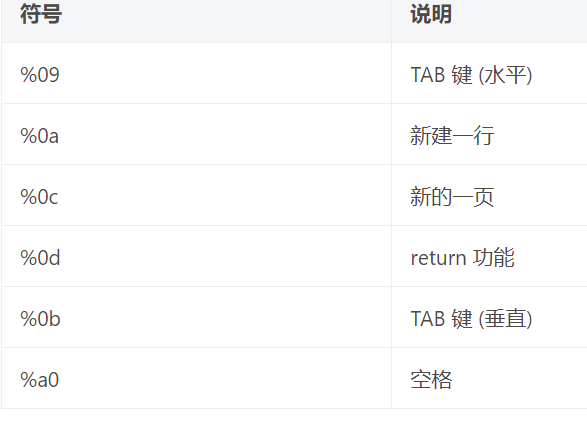 符号 说明
%09 TAB 键 (水平)
%0a 新建一行
%0c 新的一页
%0d return 功能
%0b TAB 键 (垂直)
%a0 空格